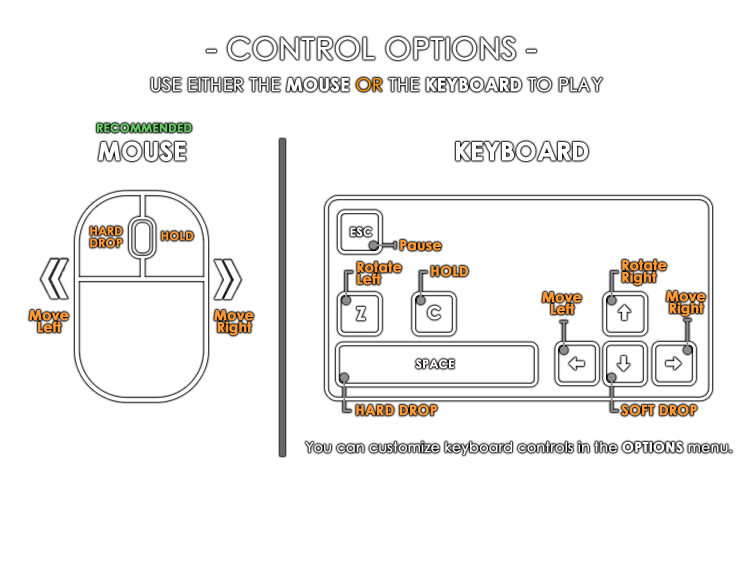 - CONTROL OPTIONS -
USE EITHER THE MOUSE OR THE KEYBOARD TO PLAY
RECOMMENDED
MOUSE
HARD
DROP
HOLD
Move
Left
Move
Right
KEYBOARD
ESC
Pause
Rotate
Left
HOLD
Z
C
Rotate
Right
Move
Left
Move
Right
SPACE
HARD DROP
SOFT DROP
You can customize keyboard controls in the OPTIONS menu.